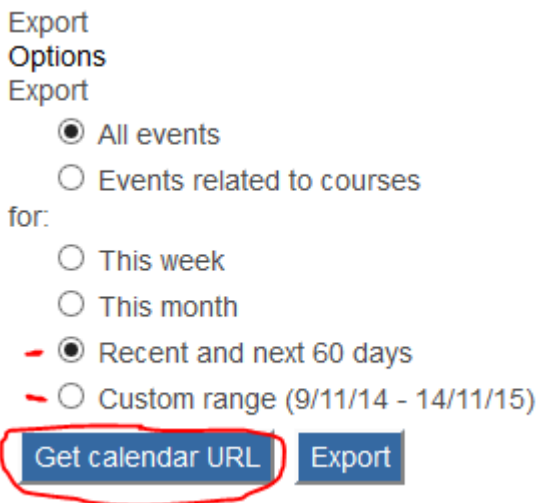 Export
Options
Export
All events
Events related to courses
for:
This week
This month
Recent and next 60 days
Custom range (9/11/14 - 14/11/15)
Get calendar URL Export